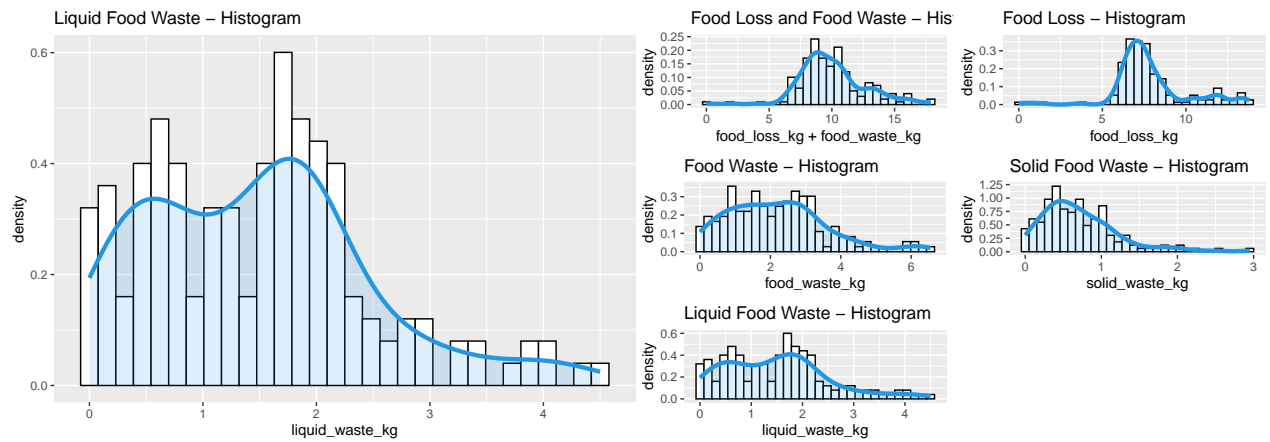 Liquid Food Waste − Histogram
density
0.6
0.4
0.2
0.0
0 1 2 3 4
liquid_waste_kg
Food Loss and Food Waste − His
density
0.25
0.20
0.15
0.10
0.05
0.00
0 5 10 15
food_loss_kg + food_waste_kg
Food Loss − Histogram
density
0.3
0.2
0.1
0.0
0 5 10
food_loss_kg
Food Waste − Histogram
density
0.3
0.2
0.1
0.0
0 2 4 6
food_waste_kg
Solid Food Waste − Histogram
density
1.25
1.00
0.75
0.50
0.25
0.00
0 1 2 3
solid_waste_kg
Liquid Food Waste − Histogram
density
0.6
0.4
0.2
0.0
0 1 2 3 4
liquid_waste_kg